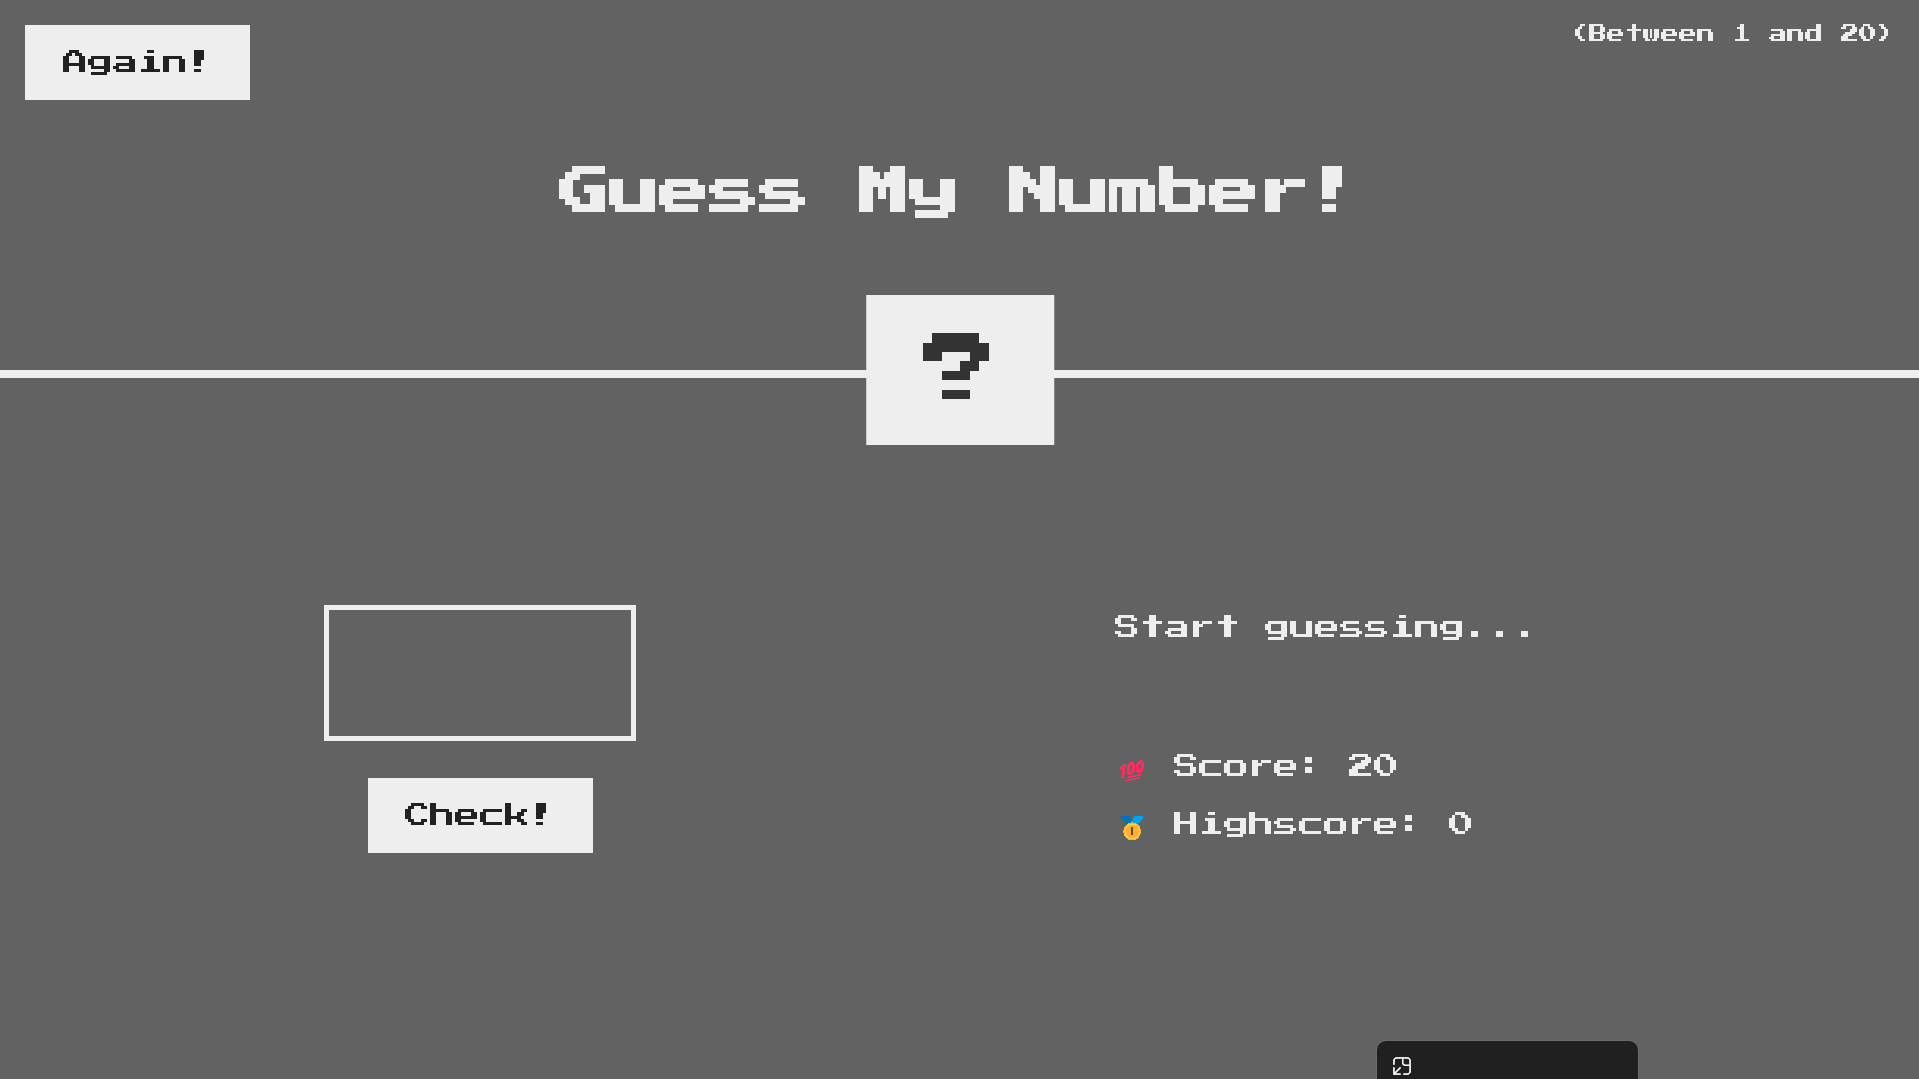 Again!
(Between 1 and 20)
Guess My Number!
?
Start guessing...
💯 Score: 20
Check!
🥇 Highscore: 0